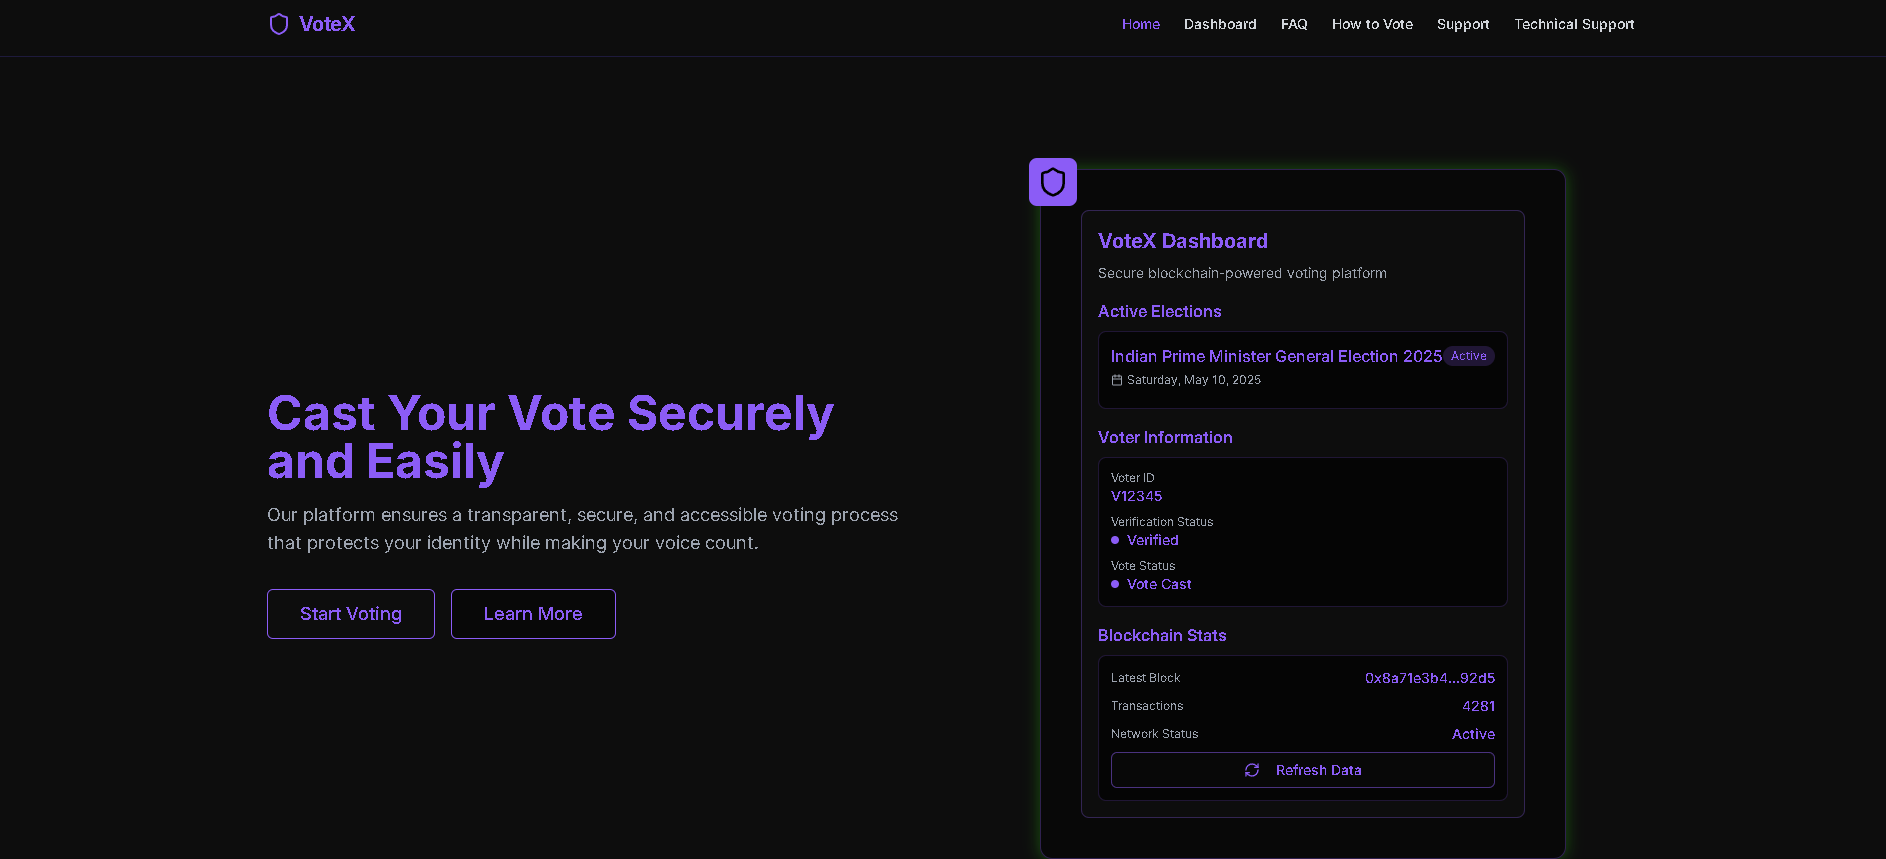 VoteX
Home Dashboard FAQ How to Vote Support Technical Support
Cast Your Vote Securely
and Easily
Our platform ensures a transparent, secure, and accessible voting process
that protects your identity while making your voice count.
Start Voting Learn More
VoteX Dashboard
Secure blockchain-powered voting platform
Active Elections
Indian Prime Minister General Election 2025 Active
Saturday, May 10, 2025
Voter Information
Voter ID
V12345
Verification Status
Verified
Vote Status
Vote Cast
Blockchain Stats
Latest Block 0x8a71e3b4...92d5
Transactions 4281
Network Status Active
Refresh Data